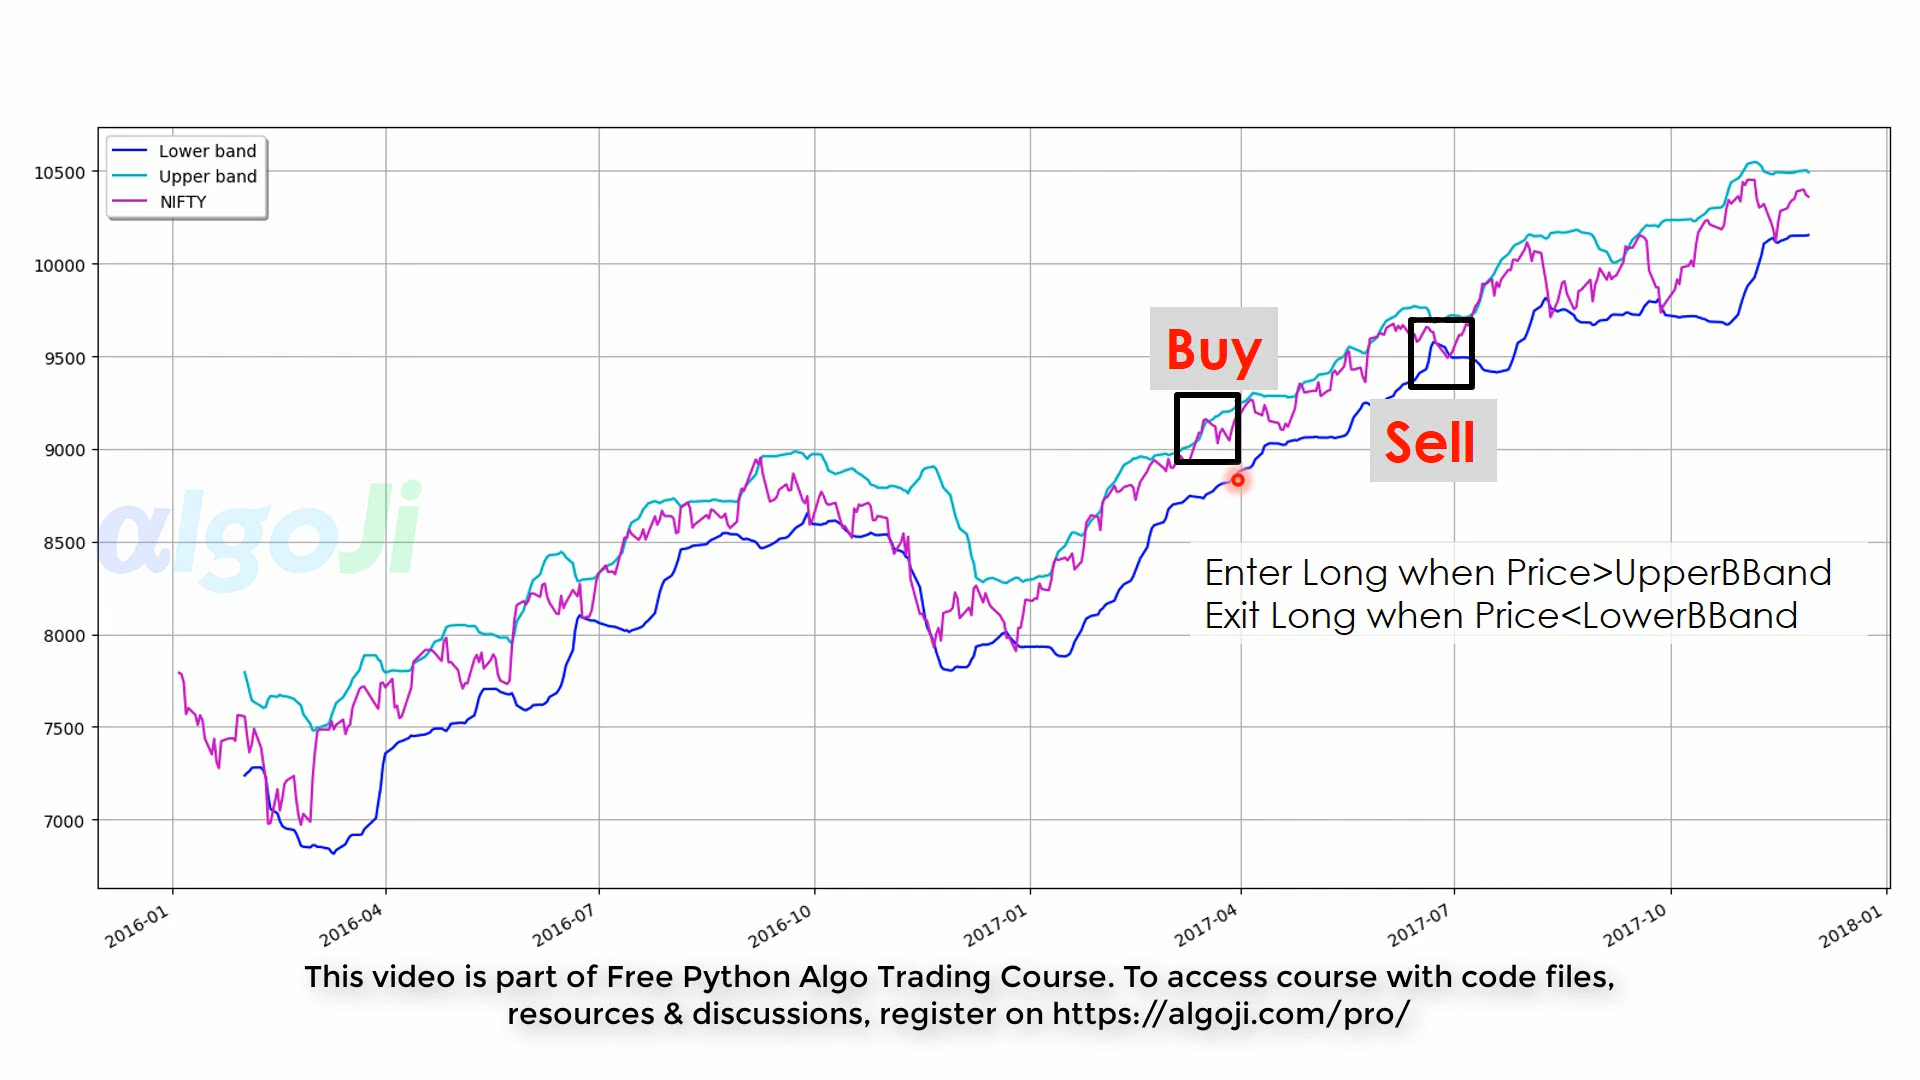 Lower band
Upper band
NIFTY
10500
10000
9500
9000
8500
8000
7500
7000
Buy
Sell
αlgoJi
Enter Long when Price>UpperBBand
Exit Long when Price<LowerBBand
2016-01
2016-04
2016-07
2016-10
2017-01
2017-04
2017-07
2017-10
2018-01
This video is part of Free Python Algo Trading Course. To access course with code files,
resources & discussions, register on https://algoji.com/pro/